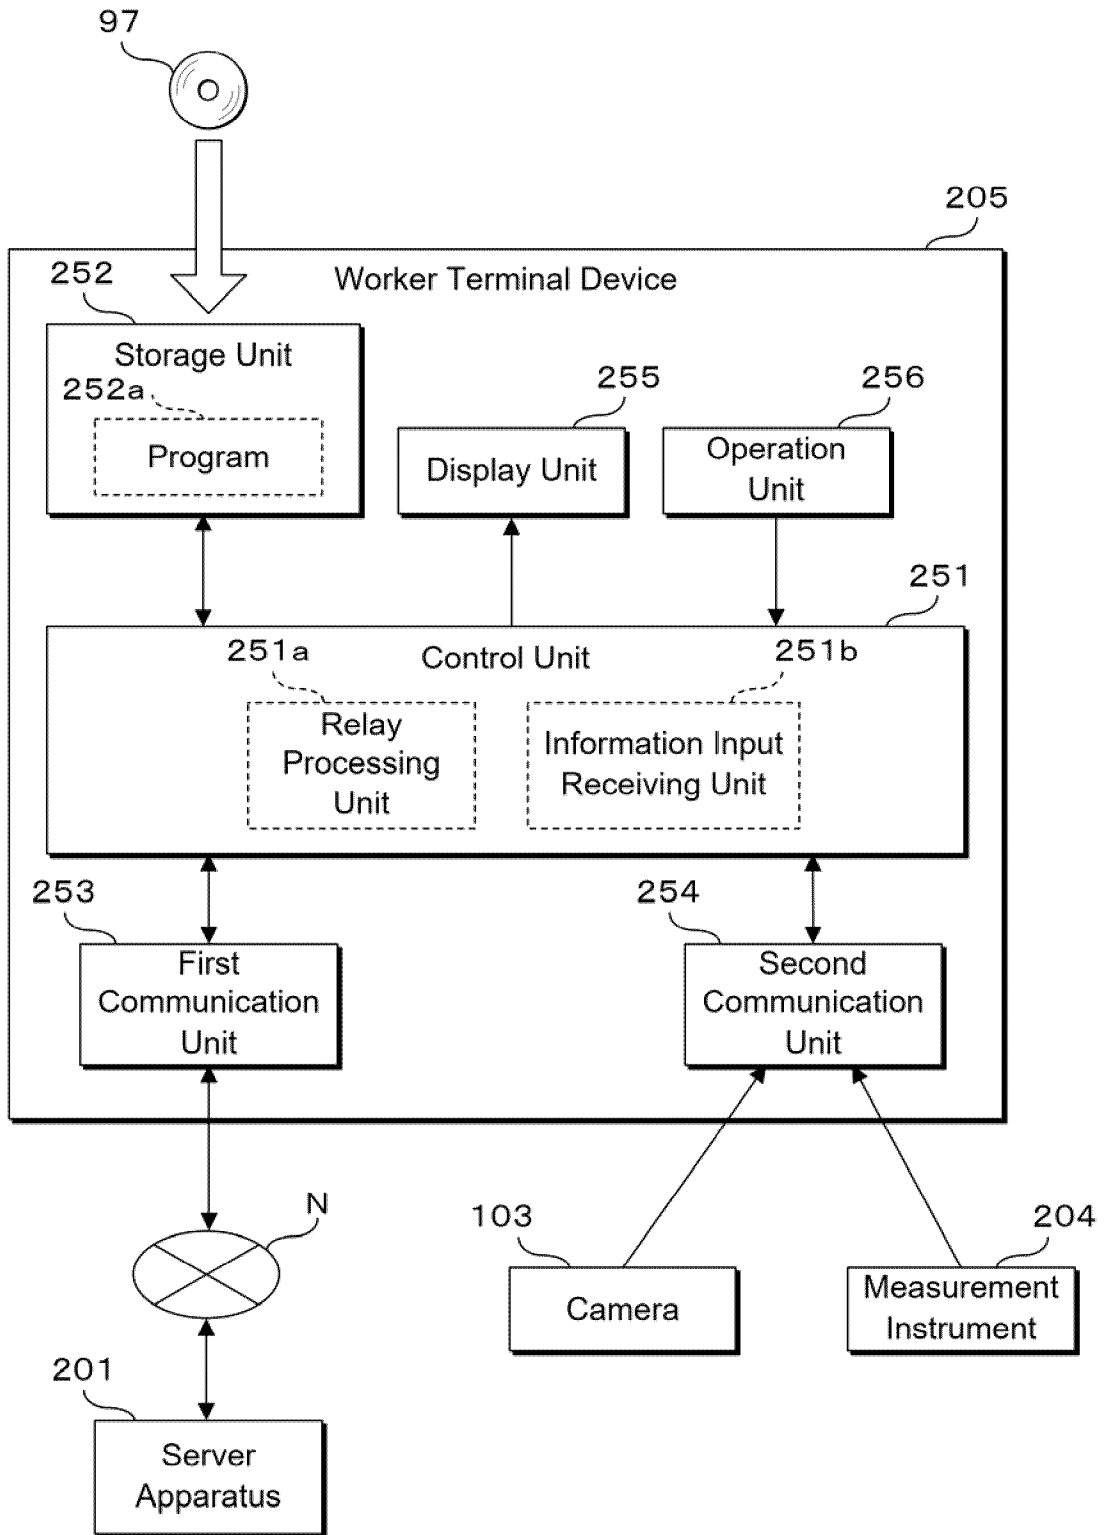 97
205
Worker Terminal Device
252
Storage Unit
252a
Program
255
Display Unit
256
Operation
Unit
251
Control Unit
251a
Relay
Processing
Unit
251b
Information Input
Receiving Unit
253
First
Communication
Unit
254
Second
Communication
Unit
N
103
Camera
204
Measurement
Instrument
201
Server
Apparatus